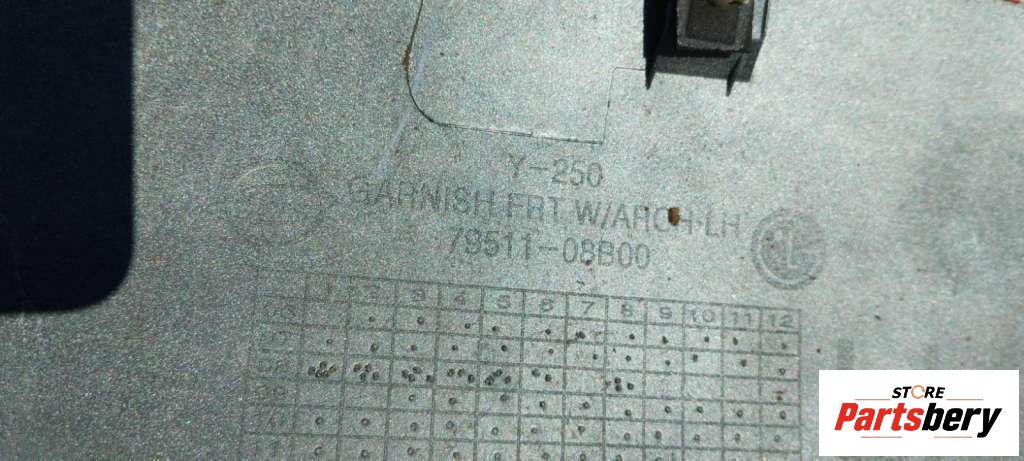 Y-250
GARNISH FRT W/ARCH-LH
79511-08B00
1 2 3 4 5 6 7 8 9 10 11 12
STORE
Partsbery